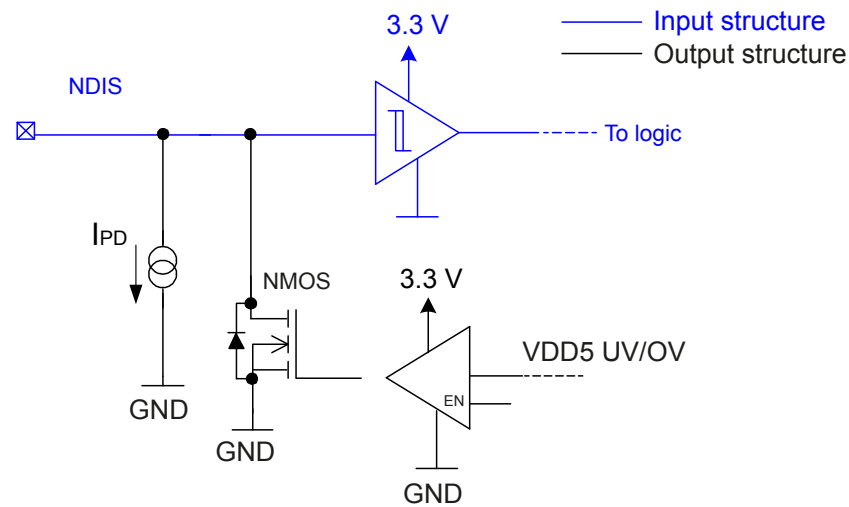 Input structure
3.3 V
Output structure
NDIS
To logic
IPD
NMOS
3.3 V
VDD5 UV/OV
EN
GND
GND
GND